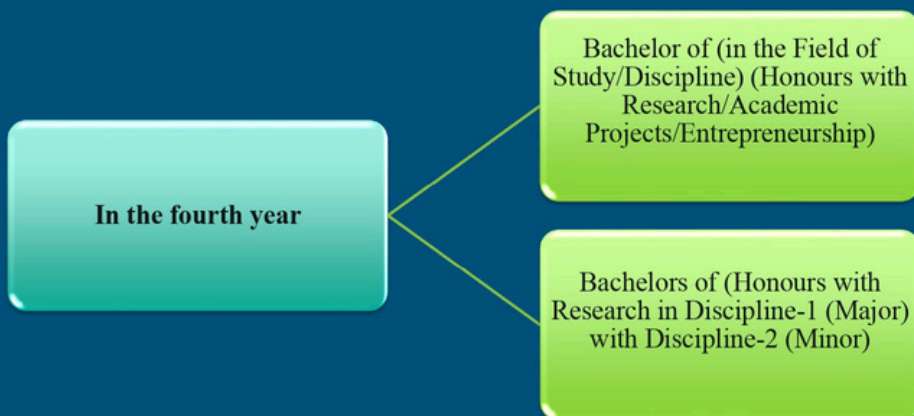 In the fourth year
Bachelor of (in the Field of
Study/Discipline) (Honours with
Research/Academic
Projects/Entrepreneurship)
Bachelors of (Honours with
Research in Discipline-1 (Major)
with Discipline-2 (Minor)